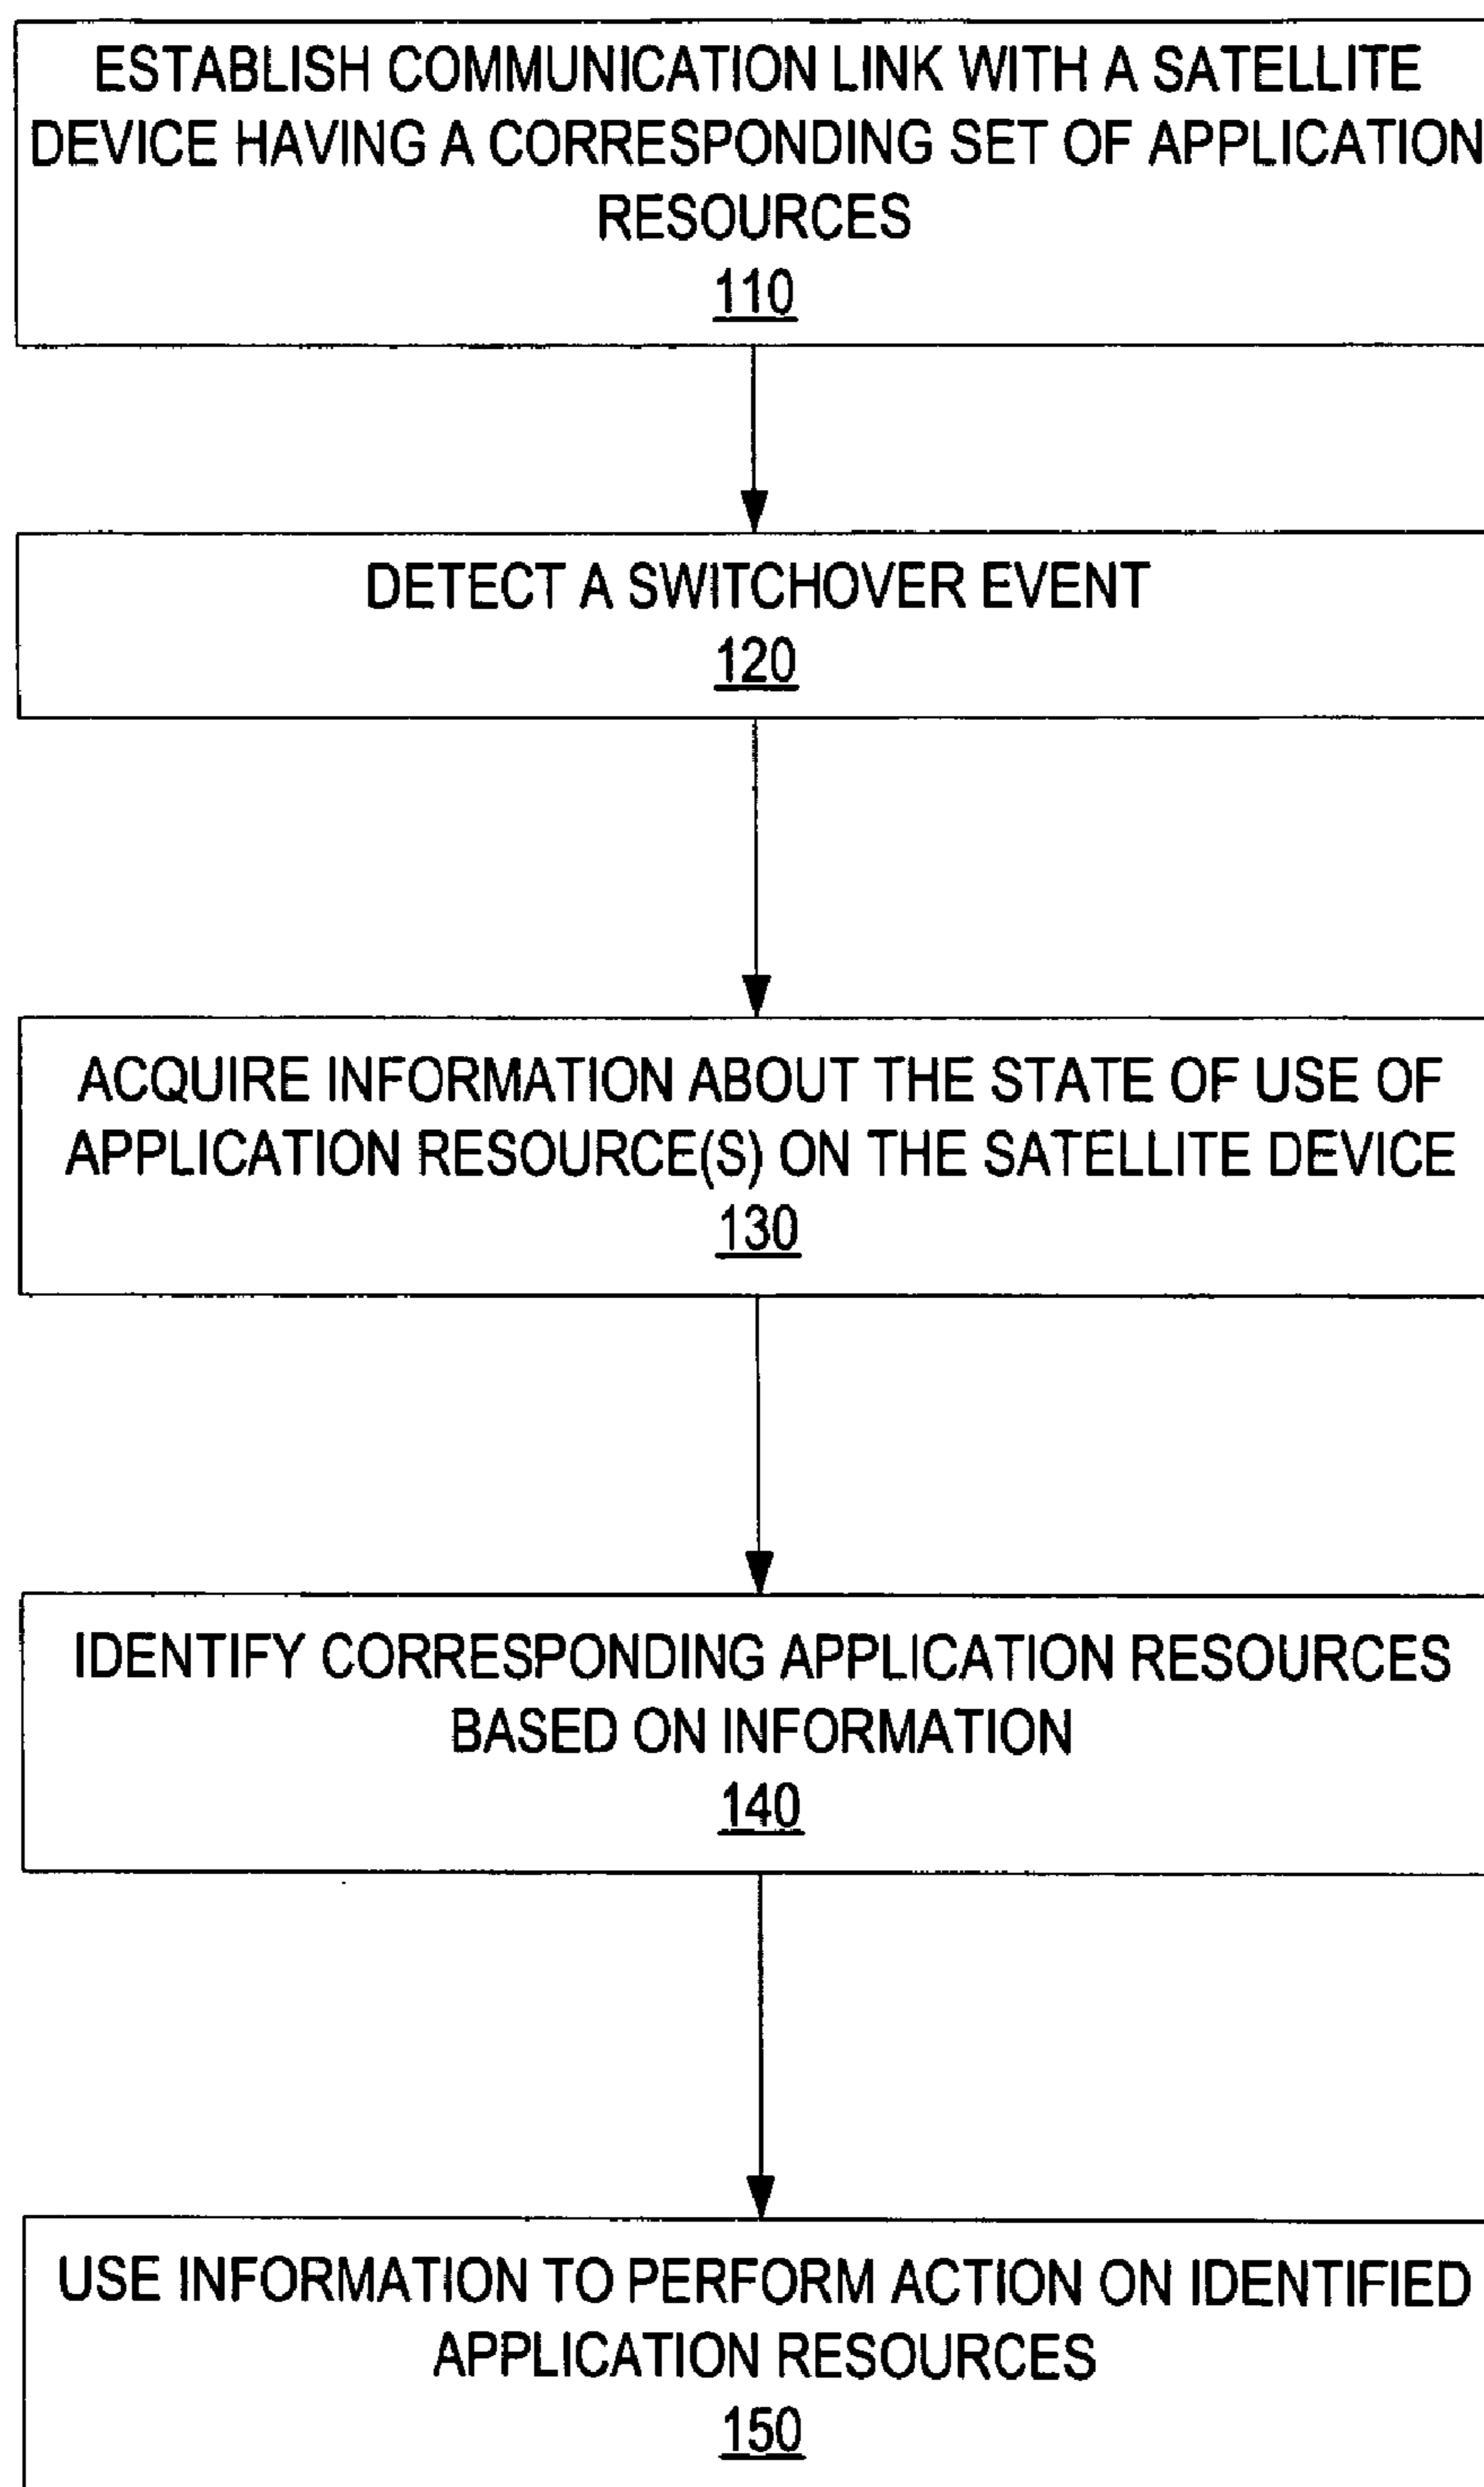 ESTABLISH COMMUNICATION LINK WITH A SATELLITE
DEVICE HAVING A CORRESPONDING SET OF APPLICATION
RESOURCES
110
DETECT A SWITCHOVER EVENT
120
ACQUIRE INFORMATION ABOUT THE STATE OF USE OF
APPLICATION RESOURCE(S) ON THE SATELLITE DEVICE
130
IDENTIFY CORRESPONDING APPLICATION RESOURCES
BASED ON INFORMATION
140
USE INFORMATION TO PERFORM ACTION ON IDENTIFIED
APPLICATION RESOURCES
150